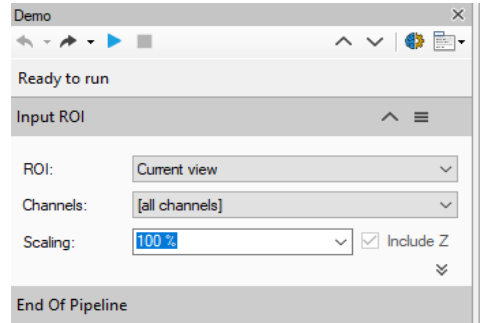 Demo
Ready to run
Input ROI
ROI: Current view
Channels: [all channels]
Scaling: 100 % Include Z
End Of Pipeline